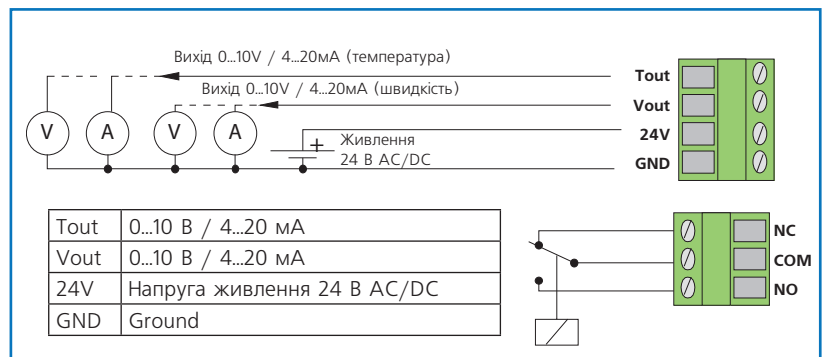 Вихід 0...10V / 4...20мА (температура)
Вихід 0...10V / 4...20мА (швидкість)
V
A
V
A
+
Живлення
24 В AC/DC
Tout
Vout
24V
GND
Tout 0...10 В / 4...20 мА
Vout 0...10 В / 4...20 мА
24V Напруга живлення 24 В AC/DC
GND Ground
NC
COM
NO